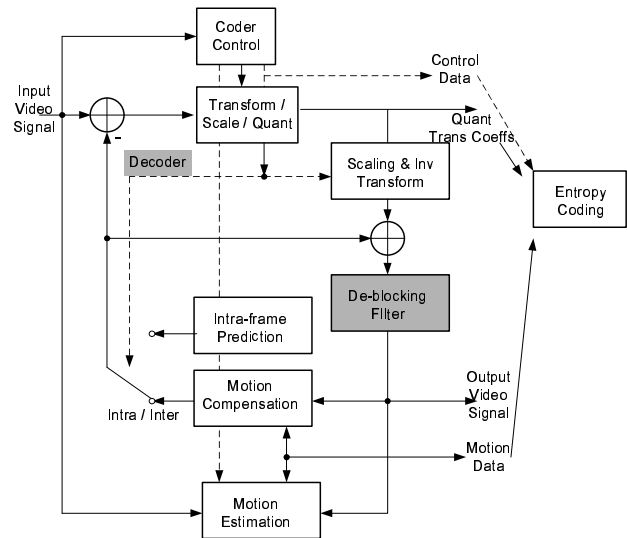 Coder
Control
Control
Data
Input
Video
Signal
-
Transform /
Scale / Quant
Quant
Trans Coeffs
Decoder
Scaling & Inv
Transform
Entropy
Coding
De-blocking
FIlter
Intra-frame
Prediction
Motion
Compensation
Intra / Inter
Output
Video
Signal
Motion
Data
Motion
Estimation